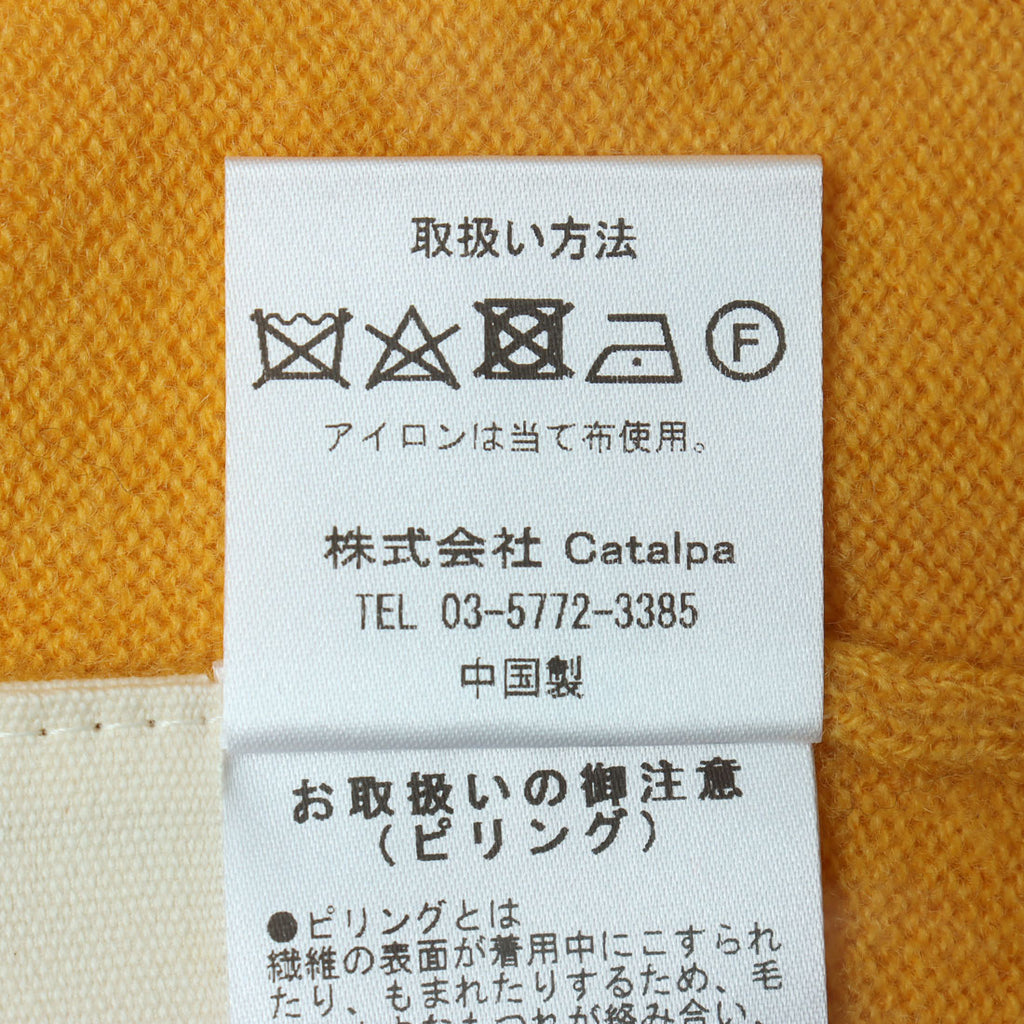 取扱い方法
F
アイロンは当て布使用。
株式会社 Catalpa
TEL 03-5772-3385
中国製
お取扱いの御注意
(ピリング)
●ピリングとは
繊維の表面が着用中にこすられ
たり、もまれたりするため、毛